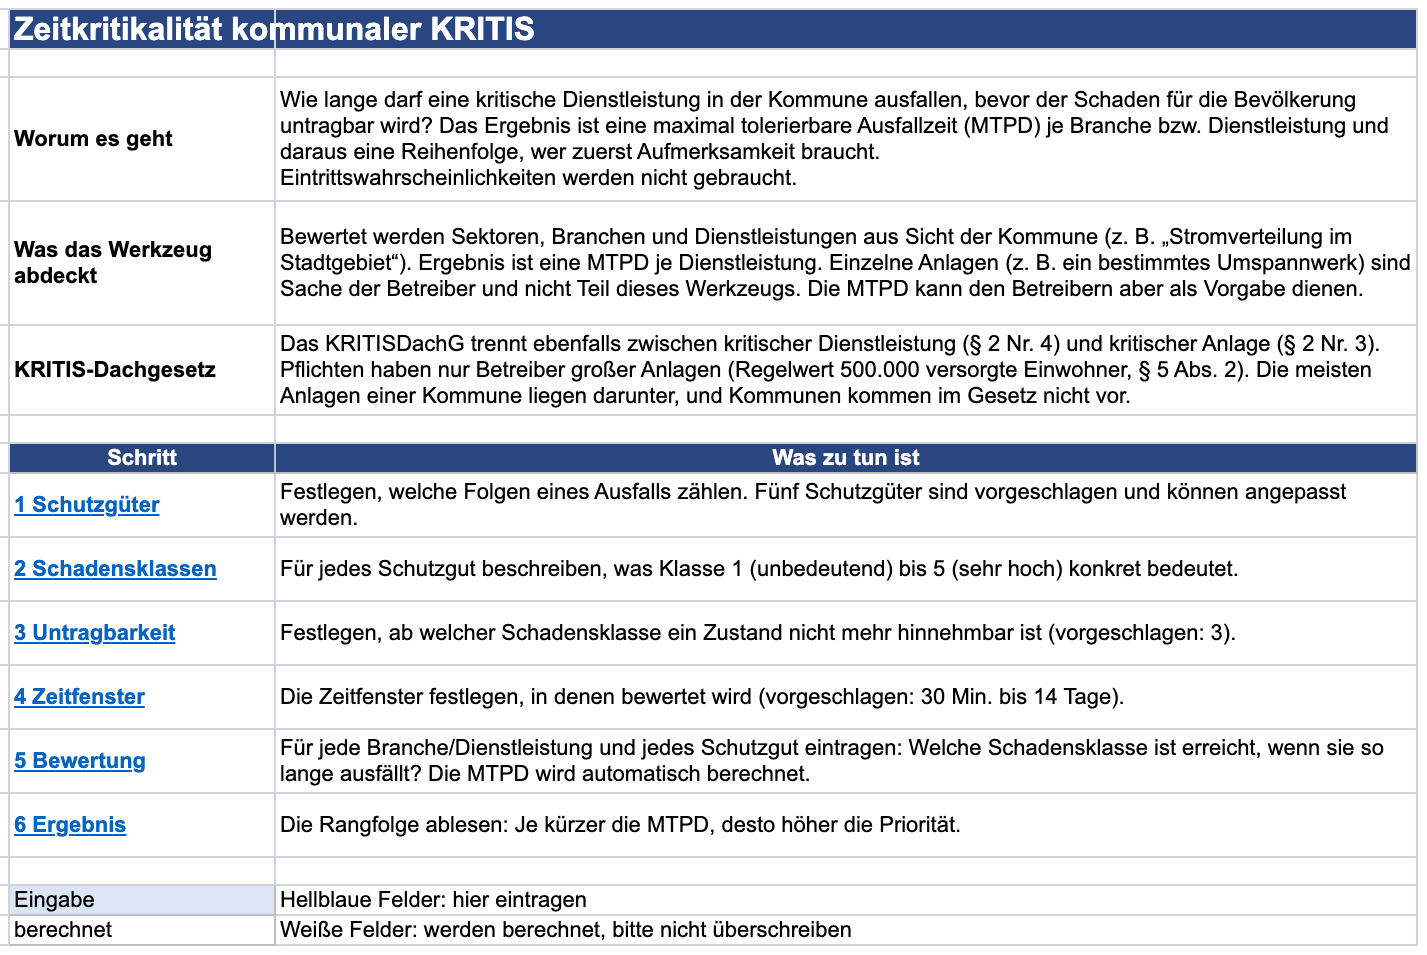 Zeitkritikalität kommunaler KRITIS
Worum es geht
Wie lange darf eine kritische Dienstleistung in der Kommune ausfallen, bevor der Schaden für die Bevölkerung
untragbar wird? Das Ergebnis ist eine maximal tolerierbare Ausfallzeit (MTPD) je Branche bzw. Dienstleistung und
daraus eine Reihenfolge, wer zuerst Aufmerksamkeit braucht.
Eintrittswahrscheinlichkeiten werden nicht gebraucht.
Was das Werkzeug
abdeckt
Bewertet werden Sektoren, Branchen und Dienstleistungen aus Sicht der Kommune (z. B. „Stromverteilung im
Stadtgebiet“). Ergebnis ist eine MTPD je Dienstleistung. Einzelne Anlagen (z. B. ein bestimmtes Umspannwerk) sind
Sache der Betreiber und nicht Teil dieses Werkzeugs. Die MTPD kann den Betreibern aber als Vorgabe dienen.
KRITIS-Dachgesetz
Das KRITISDachG trennt ebenfalls zwischen kritischer Dienstleistung (§ 2 Nr. 4) und kritischer Anlage (§ 2 Nr. 3).
Pflichten haben nur Betreiber großer Anlagen (Regelwert 500.000 versorgte Einwohner, § 5 Abs. 2). Die meisten
Anlagen einer Kommune liegen darunter, und Kommunen kommen im Gesetz nicht vor.
Schritt
Was zu tun ist
1 Schutzgüter
Festlegen, welche Folgen eines Ausfalls zählen. Fünf Schutzgüter sind vorgeschlagen und können angepasst
werden.
2 Schadensklassen
Für jedes Schutzgut beschreiben, was Klasse 1 (unbedeutend) bis 5 (sehr hoch) konkret bedeutet.
3 Untragbarkeit
Festlegen, ab welcher Schadensklasse ein Zustand nicht mehr hinnehmbar ist (vorgeschlagen: 3).
4 Zeitfenster
Die Zeitfenster festlegen, in denen bewertet wird (vorgeschlagen: 30 Min. bis 14 Tage).
5 Bewertung
Für jede Branche/Dienstleistung und jedes Schutzgut eintragen: Welche Schadensklasse ist erreicht, wenn sie so
lange ausfällt? Die MTPD wird automatisch berechnet.
6 Ergebnis
Die Rangfolge ablesen: Je kürzer die MTPD, desto höher die Priorität.
Eingabe
Hellblaue Felder: hier eintragen
berechnet
Weiße Felder: werden berechnet, bitte nicht überschreiben